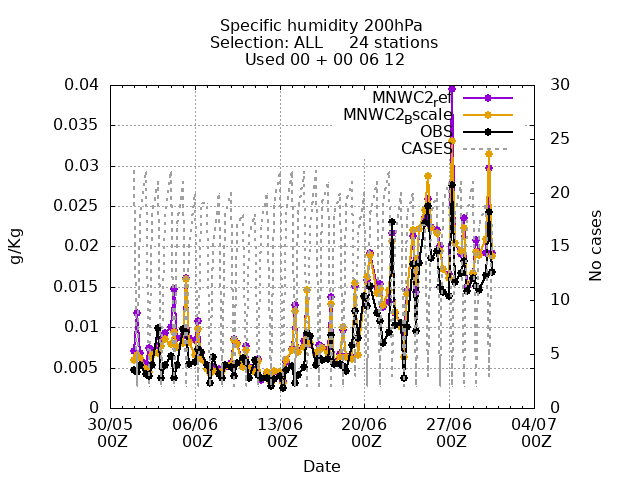 Specific humidity 200hPa
Selection: ALL 24 stations
Used 00 + 00 06 12
MNWC2ref
MNWC2Bscale
OBS
CASES
0.04
0.035
0.03
0.025
0.02
0.015
0.01
0.005
0
30
25
20
15
10
5
0
g/Kg
No cases
30/05 06/06 13/06 20/06 27/06 04/07
00Z 00Z 00Z 00Z 00Z 00Z
Date